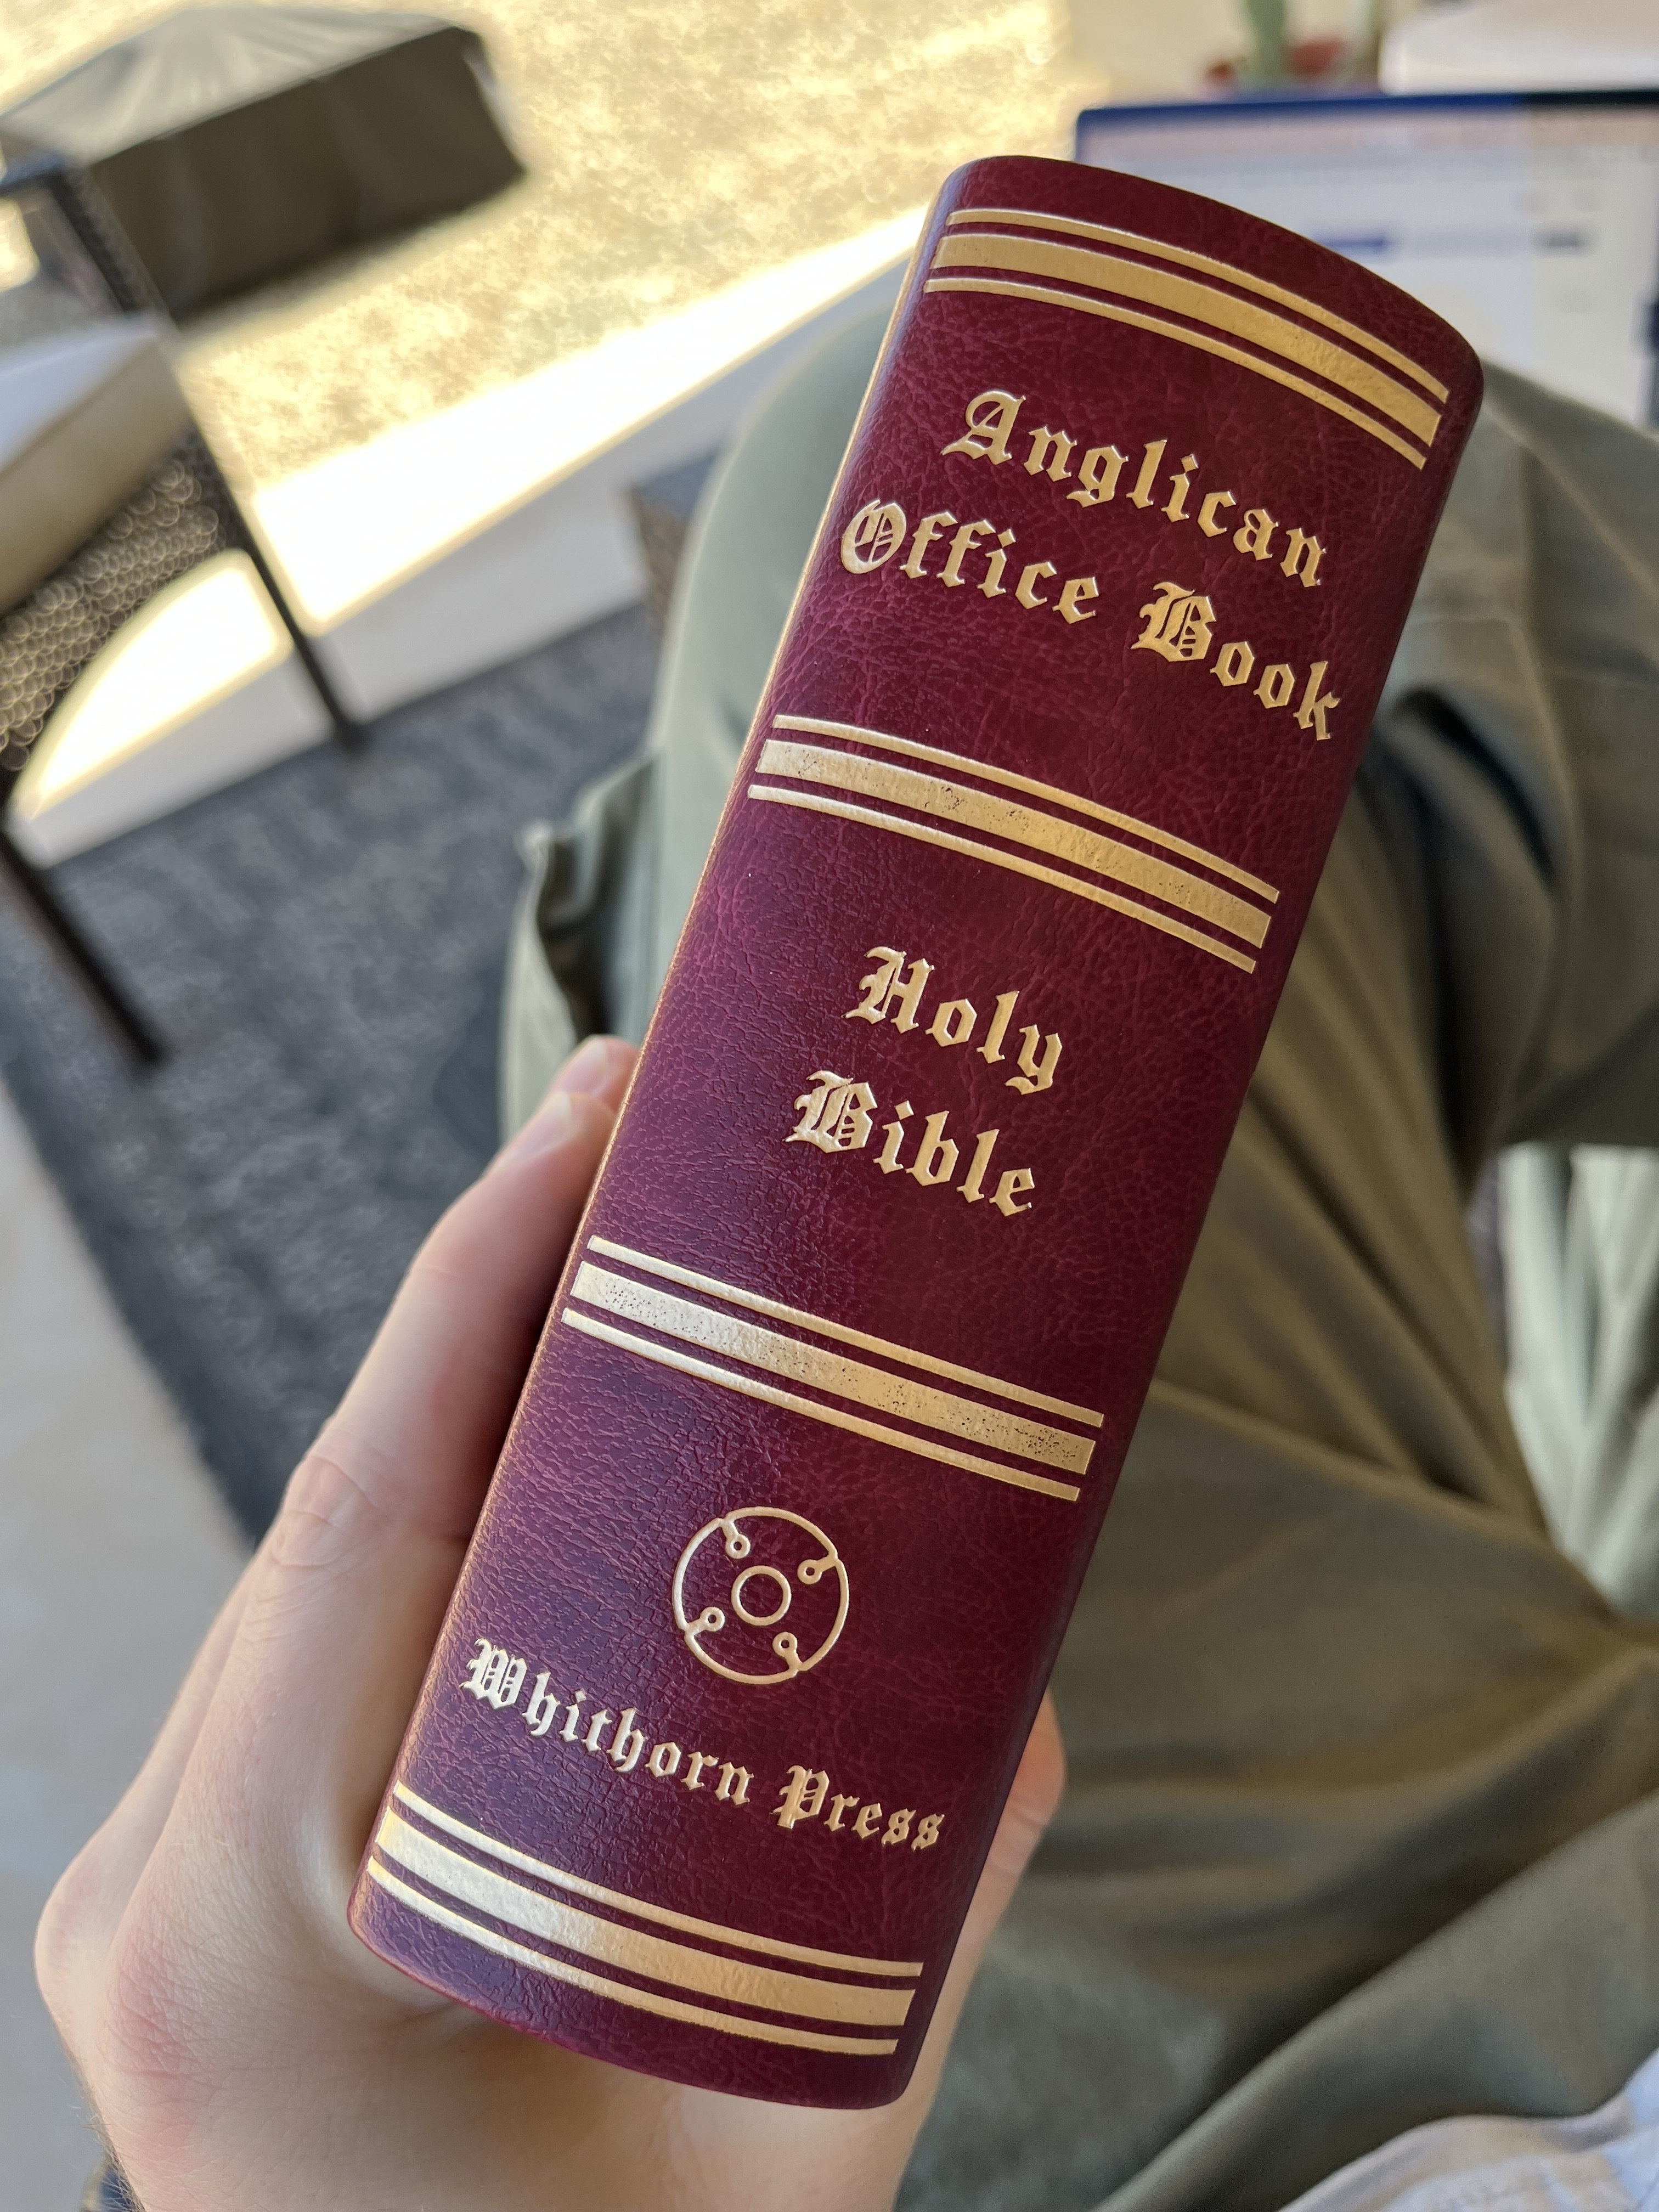 Anglican
Office Book
Holy
Bible
Whithorn Press